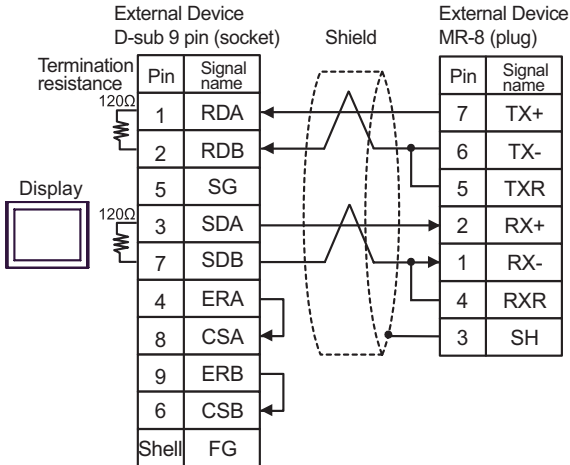 External Device
D-sub 9 pin (socket)
Shield
External Device
MR-8 (plug)
Termination
resistance
Pin Signal name
Pin Signal name
120Ω
1 RDA
7 TX+
2 RDB
6 TX-
5 SG
5 TXR
Display
120Ω
3 SDA
2 RX+
7 SDB
1 RX-
4 ERA
4 RXR
8 CSA
3 SH
9 ERB
6 CSB
Shell FG